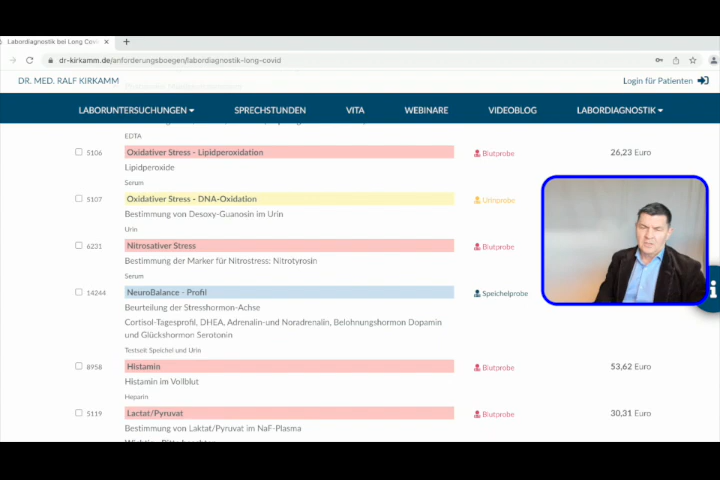 Labordiagnostik bei Long Covi
dr-kirkamm.de/anforderungsboegen/labordiagnostik-long-covid
DR. MED. RALF KIRKAMM
Login für Patienten
LABORUNTERSUCHUNGEN SPRECHSTUNDEN VITA WEBINARE VIDEOBLOG LABORDIAGNOSTIK
EDTA
5106 Oxidativer Stress - Lipidperoxidation Blutprobe 26,23 Euro
Lipidperoxide
Serum
5107 Oxidativer Stress - DNA-Oxidation Urinprobe
Bestimmung von Desoxy-Guanosin im Urin
Urin
6231 Nitrosativer Stress Blutprobe
Bestimmung der Marker für Nitrostress: Nitrotyrosin
Serum
14244 NeuroBalance - Profil Speichelprobe
Beurteilung der Stresshormon-Achse
Cortisol-Tagesprofil, DHEA, Adrenalin-und Noradrenalin, Belohnungshormon Dopamin
und Glückshormon Serotonin
Testset Speichel und Urin
8958 Histamin Blutprobe 53,62 Euro
Histamin im Vollblut
Heparin
5119 Lactat/Pyruvat Blutprobe 30,31 Euro
Bestimmung von Laktat/Pyruvat im NaF-Plasma